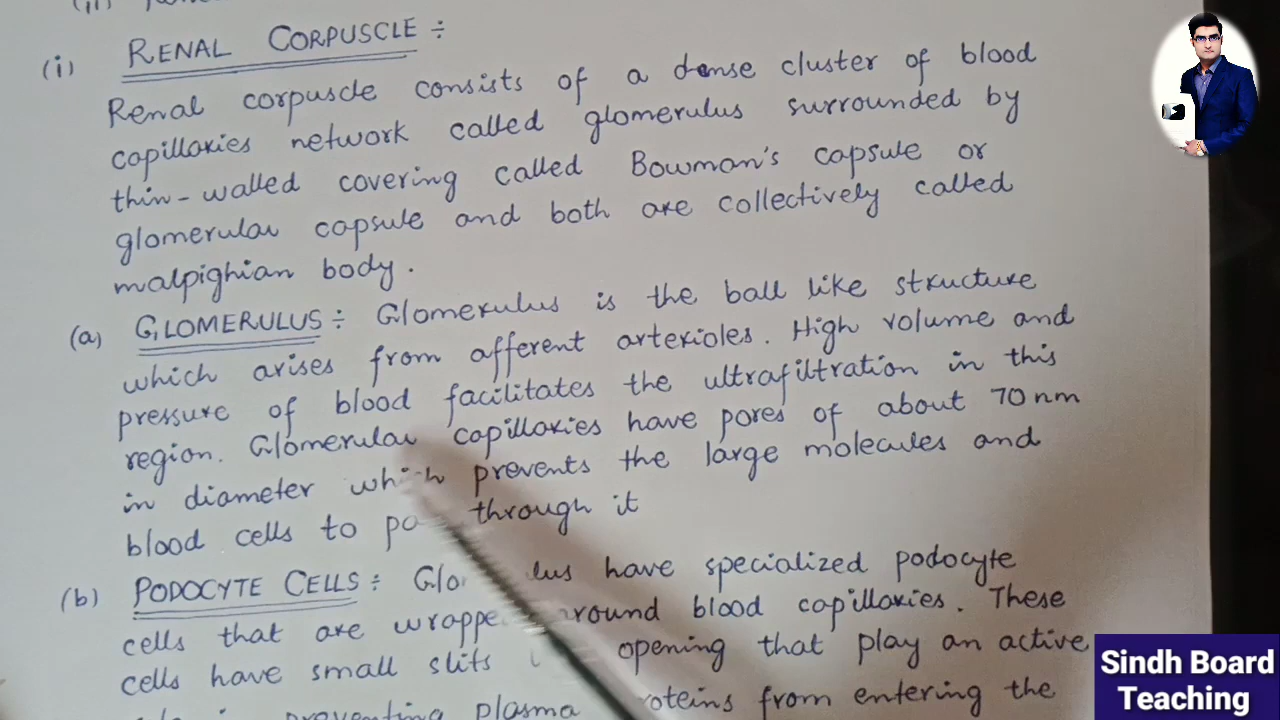 (i) RENAL CORPUSCLE ÷
Renal corpuscle consists of a dense cluster of blood
capillaries network called glomerulus surrounded by
thin-walled covering called Bowman's capsule or
glomerular capsule and both are collectively called
malpighian body.
(a) GLOMERULUS ÷ Glomerulus is the ball like structure
which arises from afferent arterioles. High volume and
pressure of blood facilitates the ultrafiltration in this
region. Glomerular capillaries have pores of about 70 nm
in diameter which prevents the large molecules and
blood cells to through it
(b) PODOCYTE CELLS ÷ have specialized podocyte
cells that are around blood capillaries. These
cells have small slits opening that play an active
preventing plasma from entering the
Sindh Board
Teaching